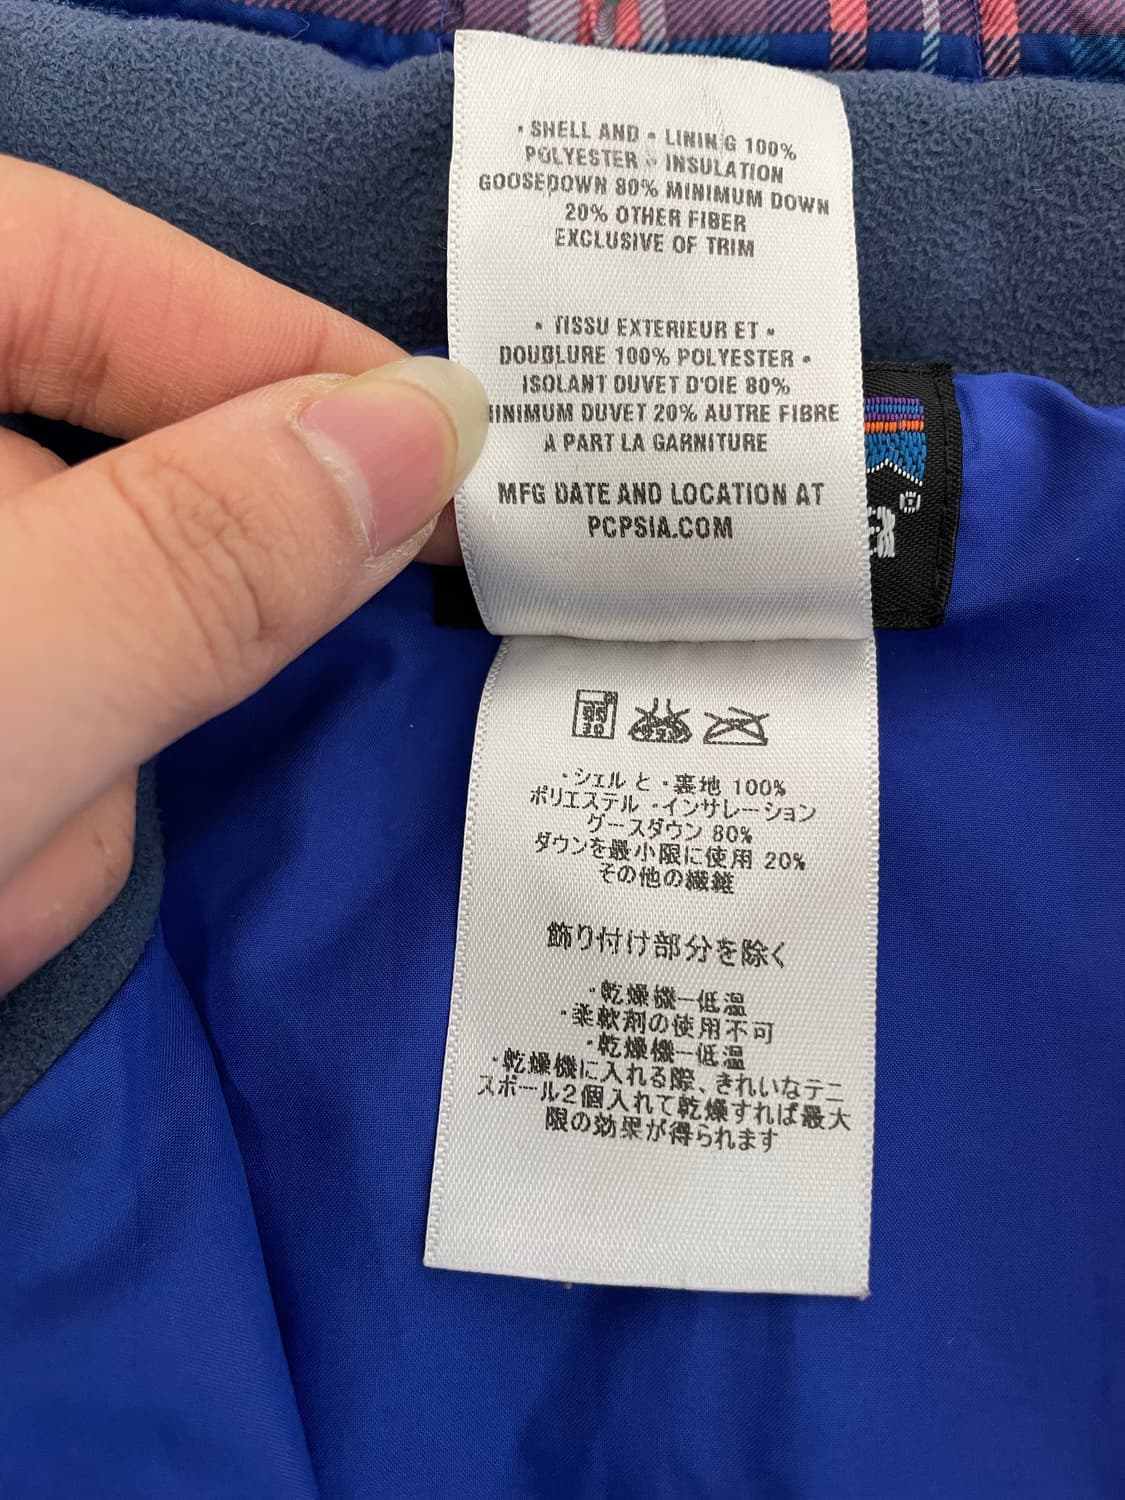 · SHELL AND · LINING 100%
POLYESTER · INSULATION
GOOSEDOWN 80% MINIMUM DOWN
20% OTHER FIBER
EXCLUSIVE OF TRIM
· TISSU EXTERIEUR ET ·
DOUBLURE 100% POLYESTER ·
ISOLANT DUVET D'OIE 80%
INIMUM DUVET 20% AUTRE FIBRE
A PART LA GARNITURE
MFG DATE AND LOCATION AT
PCPSIA.COM
·シェル と ·裏地 100%
ポリエステル ·インサレーション
グースダウン 80%
ダウンを最小限に使用 20%
その他の繊維
飾り付け部分を除く
·乾燥機ー低温
·柔軟剤の使用不可
·乾燥機ー低温
·乾燥機に入れる際、きれいなテニ
スボール2個入れて乾燥すれば最大
限の効果が得られます